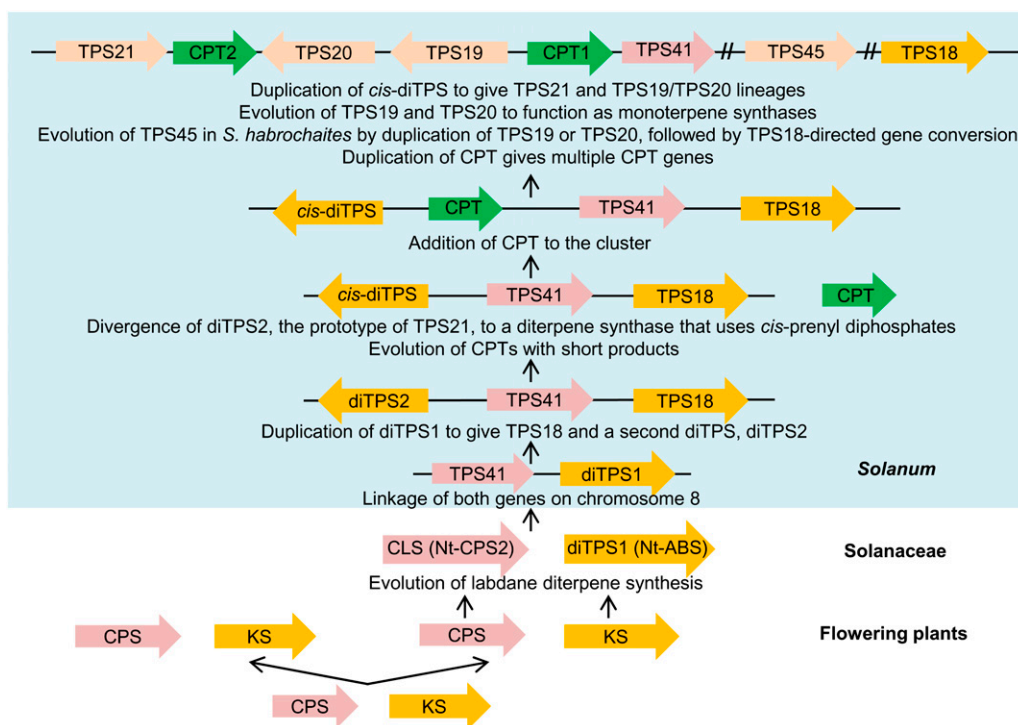 TPS21 CPT2 TPS20 TPS19 CPT1 TPS41 // TPS45 // TPS18
Duplication of cis-diTPS to give TPS21 and TPS19/TPS20 lineages
Evolution of TPS19 and TPS20 to function as monoterpene synthases
Evolution of TPS45 in S. habrochaites by duplication of TPS19 or TPS20, followed by TPS18-directed gene conversion
Duplication of CPT gives multiple CPT genes
cis-diTPS CPT TPS41 TPS18
Addition of CPT to the cluster
cis-diTPS TPS41 TPS18 CPT
Divergence of diTPS2, the prototype of TPS21, to a diterpene synthase that uses cis-prenyl diphosphates
Evolution of CPTs with short products
diTPS2 TPS41 TPS18
Duplication of diTPS1 to give TPS18 and a second diTPS, diTPS2
TPS41 diTPS1 Solanum
Linkage of both genes on chromosome 8
CLS (Nt-CPS2) diTPS1 (Nt-ABS) Solanaceae
Evolution of labdane diterpene synthesis
CPS KS CPS KS Flowering plants
CPS KS